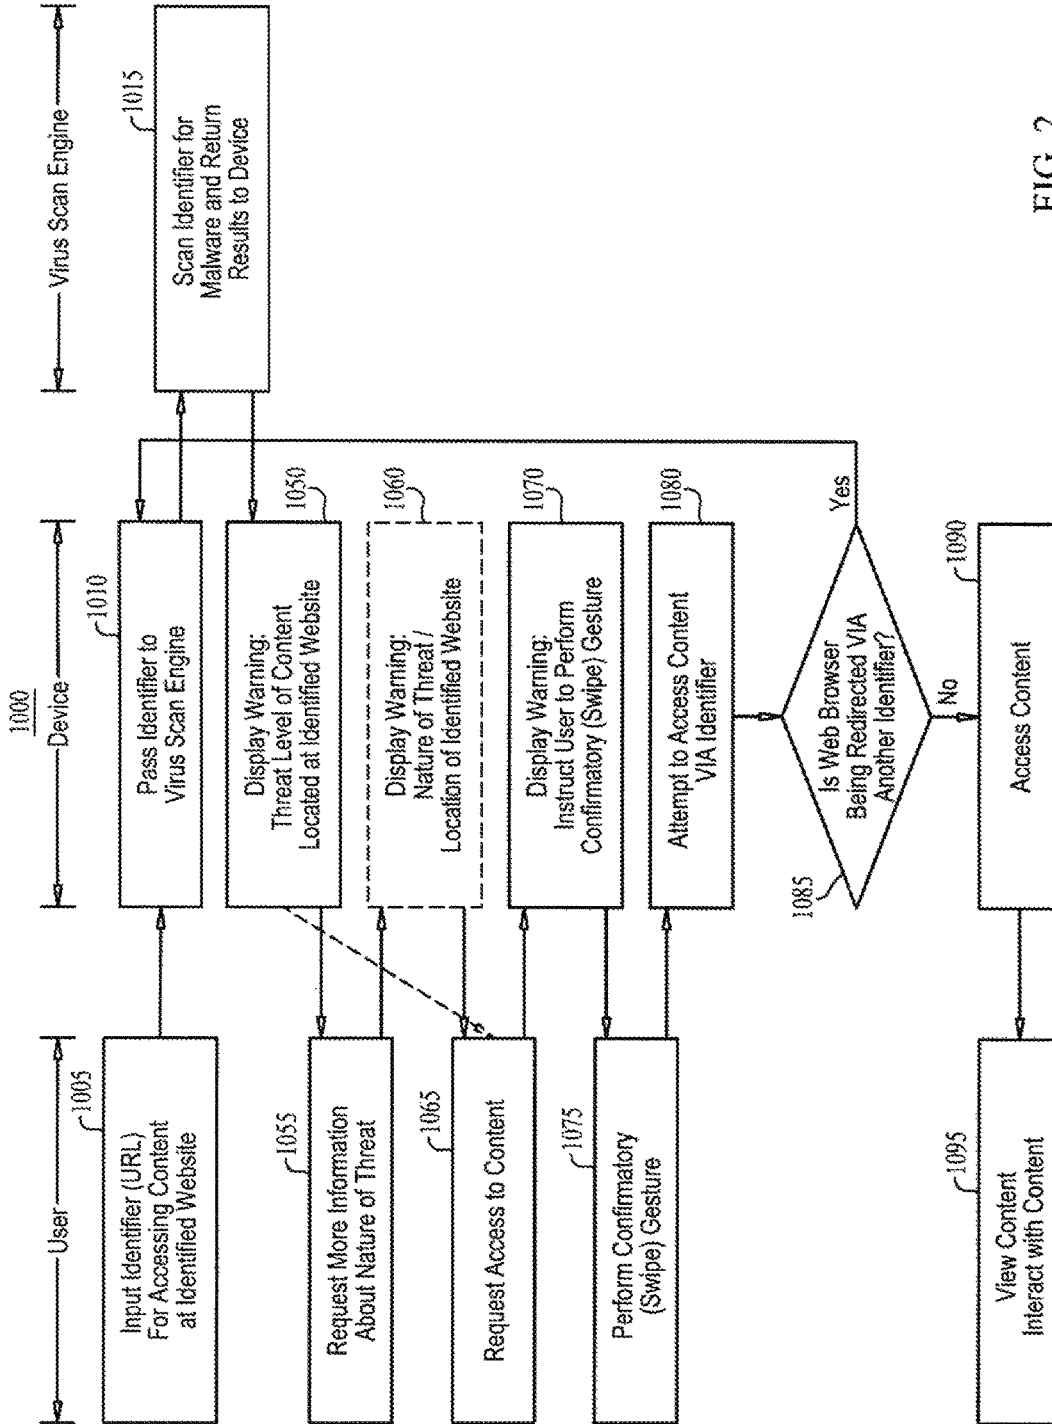 1000
User
Device
Virus Scan Engine
1005
Input Identifier (URL)
For Accessing Content
at Identified Website
1010
Pass Identifier to
Virus Scan Engine
1015
Scan Identifier for
Malware and Return
Results to Device
1050
Display Warning:
Threat Level of Content
Located at Identified Website
1055
Request More Information
About Nature of Threat
1060
Display Warning:
Nature of Threat /
Location of Identified Website
1065
Request Access to Content
1070
Display Warning:
Instruct User to Perform
Confirmatory (Swipe) Gesture
1075
Perform Confirmatory
(Swipe) Gesture
1080
Attempt to Access Content
VIA Identifier
1085
Is Web Browser
Being Redirected VIA
Another Identifier?
Yes
No
1090
Access Content
1095
View Content
Interact with Content
FIG. 2